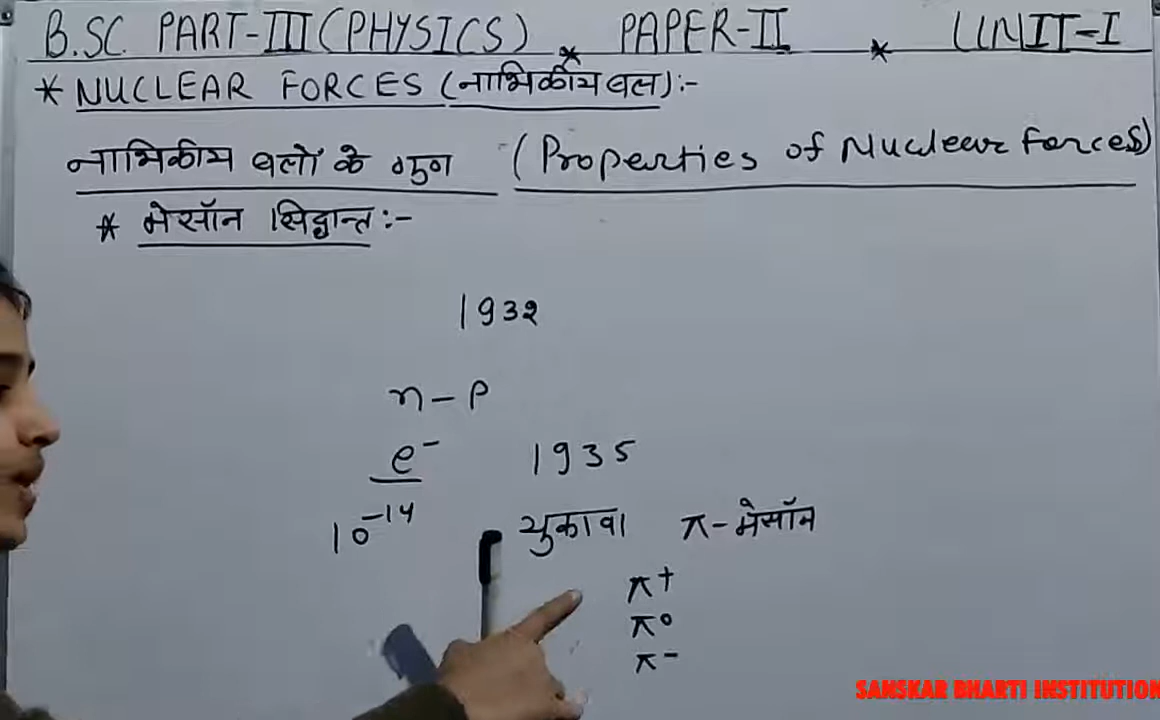 B.SC. PART-III (PHYSICS) * PAPER-II * UNIT-I
* NUCLEAR FORCES (नाभिकीय बल) :-
नाभिकीय बलों के गुण (Properties of Nuclear Forces)
* मेसॉन सिद्धान्त :-
1932
n - p
e⁻ 1935
10⁻¹⁴ युकावा π-मेसॉन
π⁺
π⁰
π⁻
SANSKAR BHARTI INSTITUTION